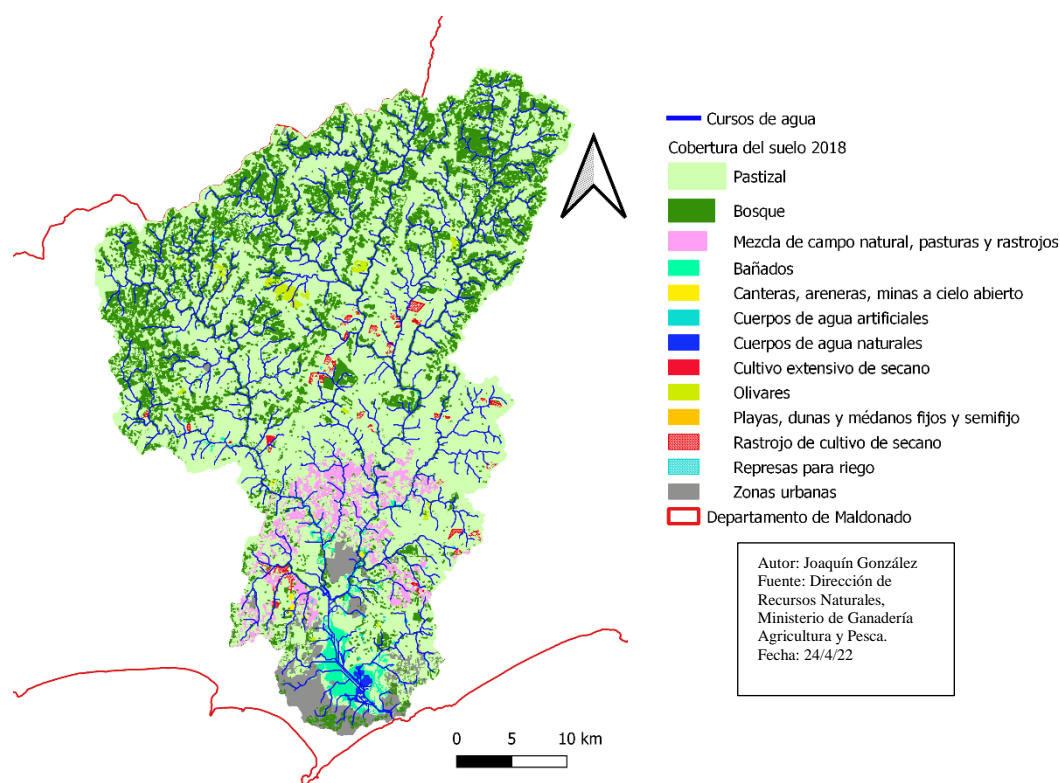 Cursos de agua
Cobertura del suelo 2018
Pastizal
Bosque
Mezcla de campo natural, pasturas y rastrojos
Bañados
Canteras, areneras, minas a cielo abierto
Cuerpos de agua artificiales
Cuerpos de agua naturales
Cultivo extensivo de secano
Olivares
Playas, dunas y médanos fijos y semifijo
Rastrojo de cultivo de secano
Represas para riego
Zonas urbanas
Departamento de Maldonado
Autor: Joaquín González
Fuente: Dirección de
Recursos Naturales,
Ministerio de Ganadería
Agricultura y Pesca.
Fecha: 24/4/22
0 5 10 km